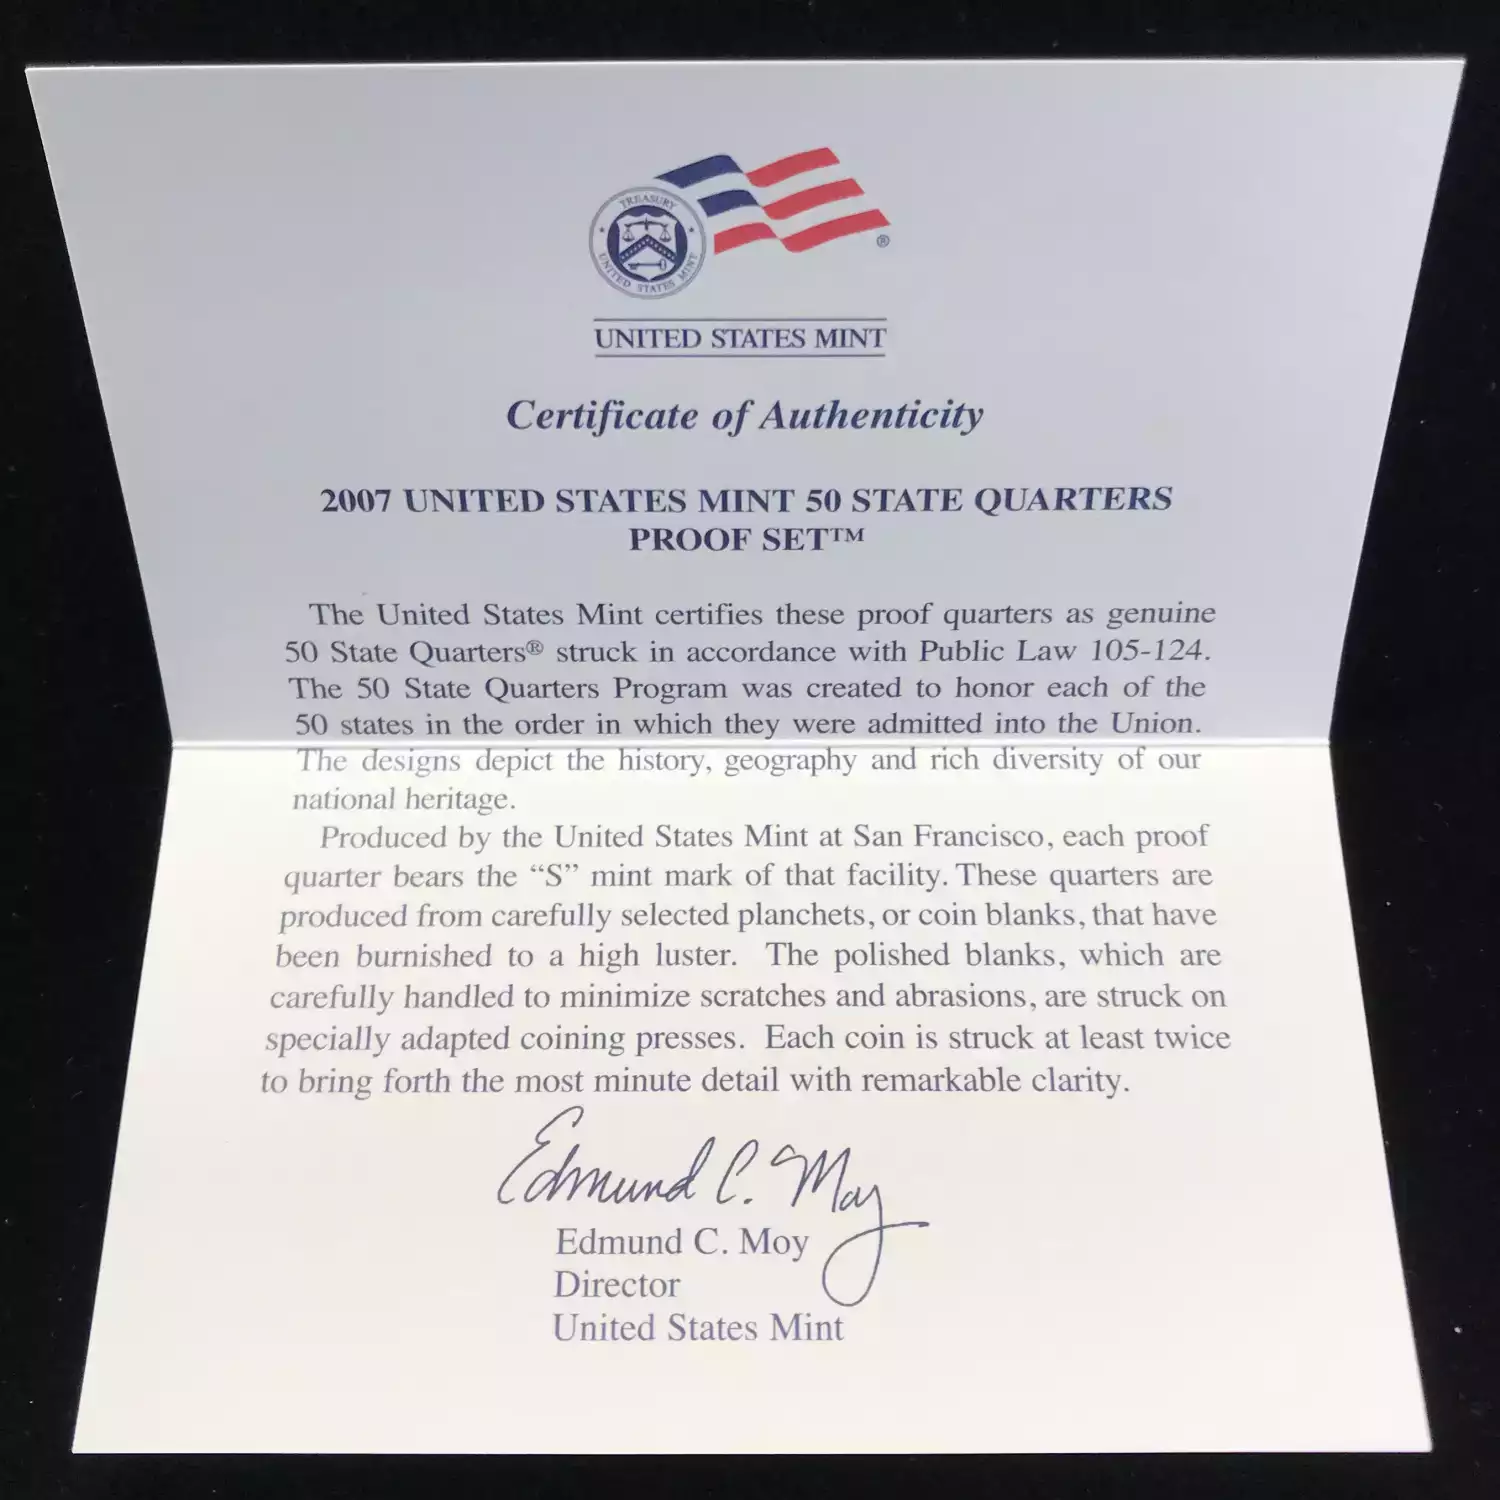 TREASURY
UNITED STATES MINT
®
UNITED STATES MINT
Certificate of Authenticity
2007 UNITED STATES MINT 50 STATE QUARTERS
PROOF SET™
The United States Mint certifies these proof quarters as genuine
50 State Quarters® struck in accordance with Public Law 105-124.
The 50 State Quarters Program was created to honor each of the
50 states in the order in which they were admitted into the Union.
The designs depict the history, geography and rich diversity of our
national heritage.
Produced by the United States Mint at San Francisco, each proof
quarter bears the “S” mint mark of that facility. These quarters are
produced from carefully selected planchets, or coin blanks, that have
been burnished to a high luster. The polished blanks, which are
carefully handled to minimize scratches and abrasions, are struck on
specially adapted coining presses. Each coin is struck at least twice
to bring forth the most minute detail with remarkable clarity.
Edmund C. Moy
Edmund C. Moy
Director
United States Mint